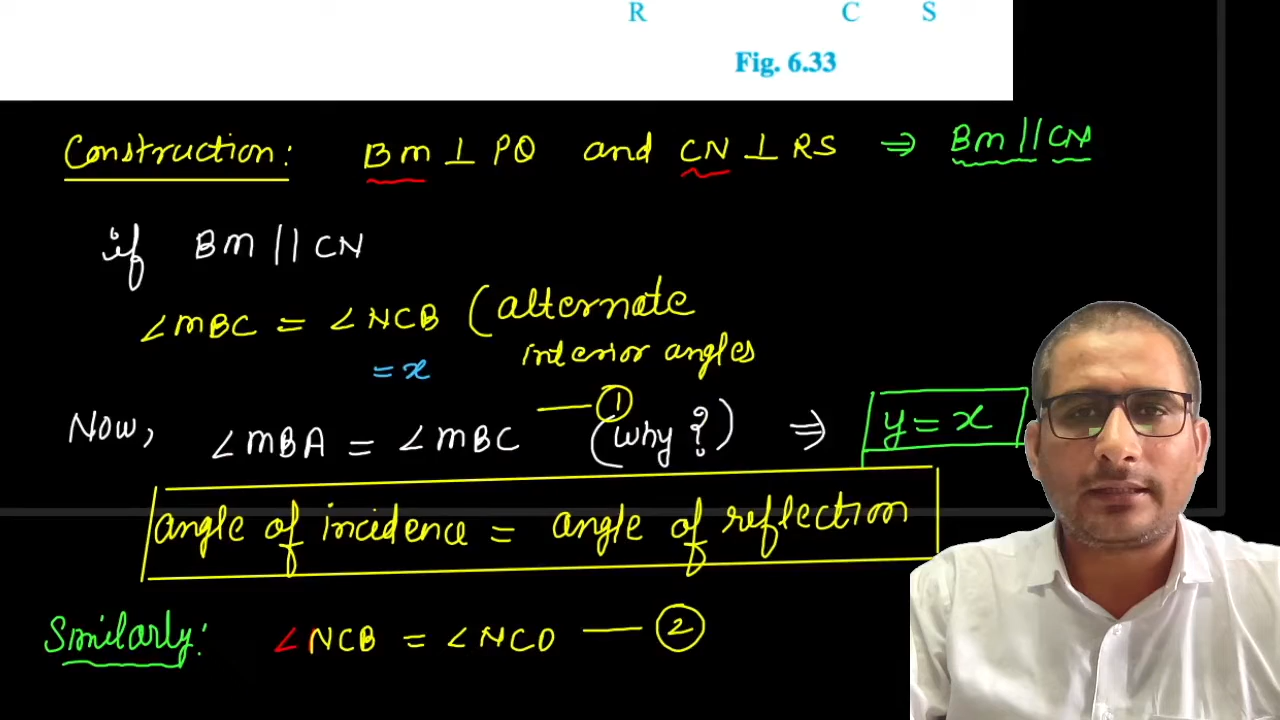 R C S
Fig. 6.33
Construction: BM ⊥ PQ and CN ⊥ RS ⇒ BM || CN
if BM || CN
∠MBC = ∠NCB (alternate
interior angles
= x
— ①
Now, ∠MBA = ∠MBC (why?) ⇒ y = x
angle of incidence = angle of reflection
Similarly: ∠NCB = ∠NCD — ②